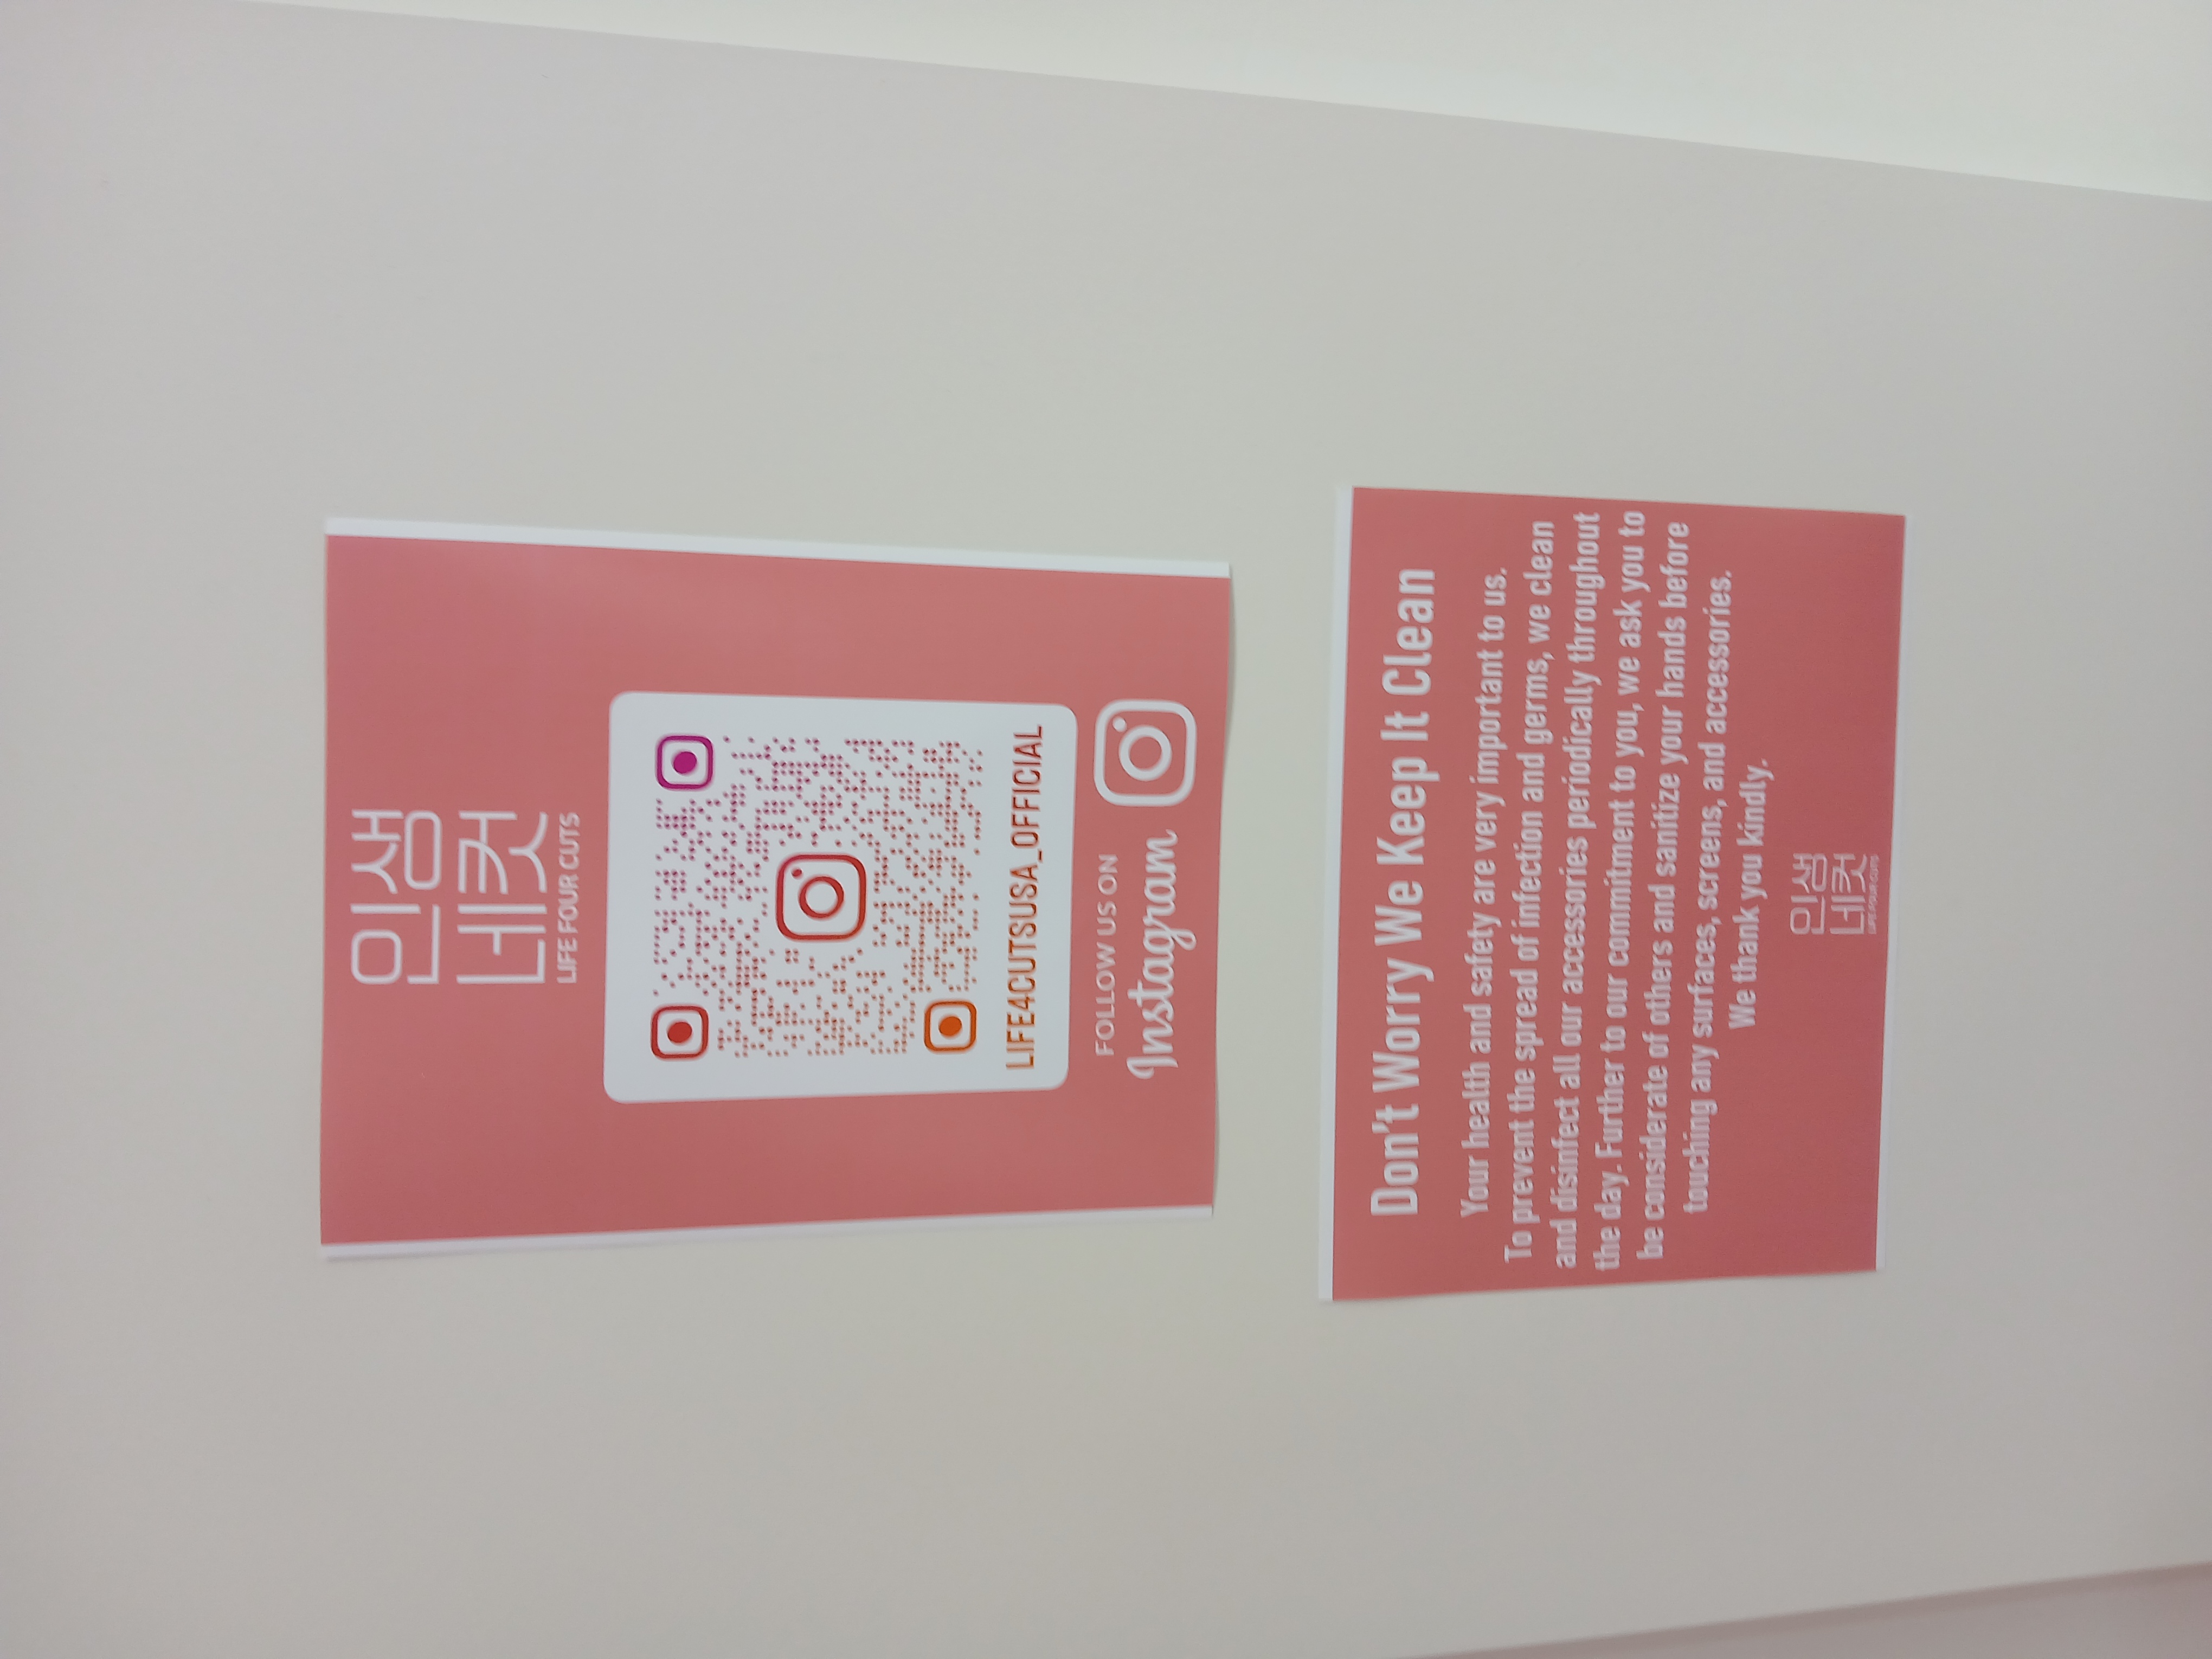 인생
네컷
LIFE FOUR CUTS
LIFE4CUTSUSA_OFFICIAL
FOLLOW US ON
Instagram
Don't Worry We Keep It Clean
Your health and safety are very important to us.
To prevent the spread of infection and germs, we clean
and disinfect all our accessories periodically throughout
the day. Further to our commitment to you, we ask you to
be considerate of others and sanitize your hands before
touching any surfaces, screens, and accessories.
We thank you kindly.
인생
네컷
LIFE FOUR CUTS